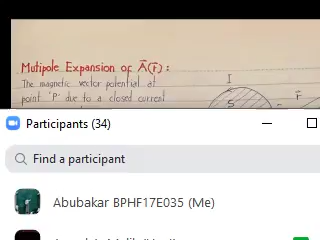 Mutipole Expansion of A⃗(r⃗) :
The magnetic vector potential at
I
point 'P' due to a closed current
S
r⃗
Participants (34)
Find a participant
Abubakar BPHF17E035 (Me)